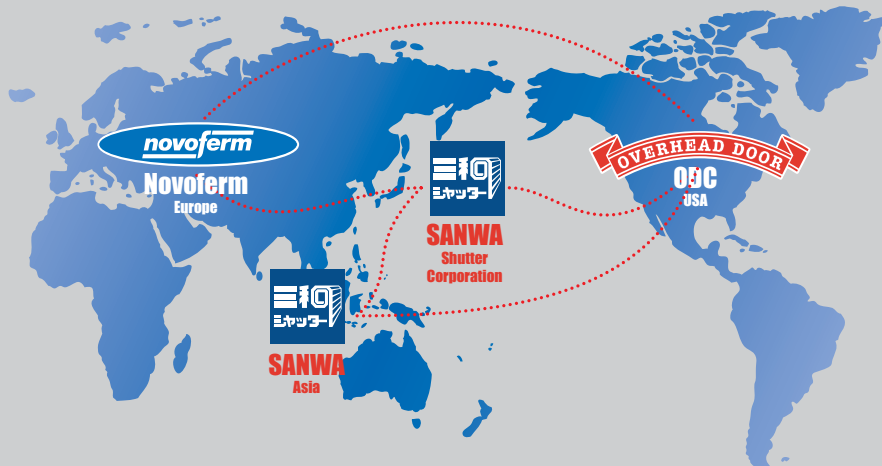 novoferm
Novoferm
Europe
三和
シャッター
SANWA
Shutter
Corporation
OVERHEAD DOOR
ODC
USA
三和
シャッター
SANWA
Asia